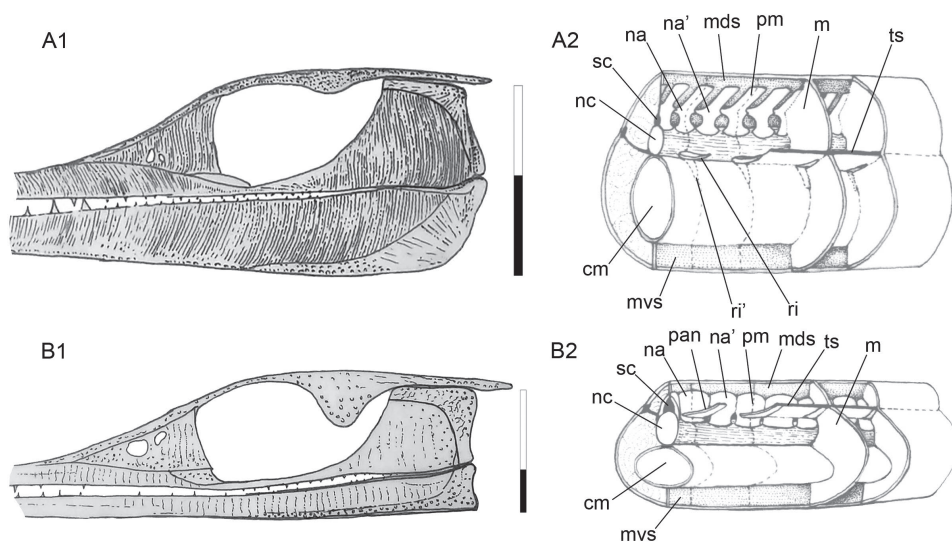 A1
A2
na
na’
mds
pm
m
ts
sc
nc
cm
mvs
ri’
ri
B1
B2
na
pan
na’
pm
mds
ts
m
sc
nc
cm
mvs